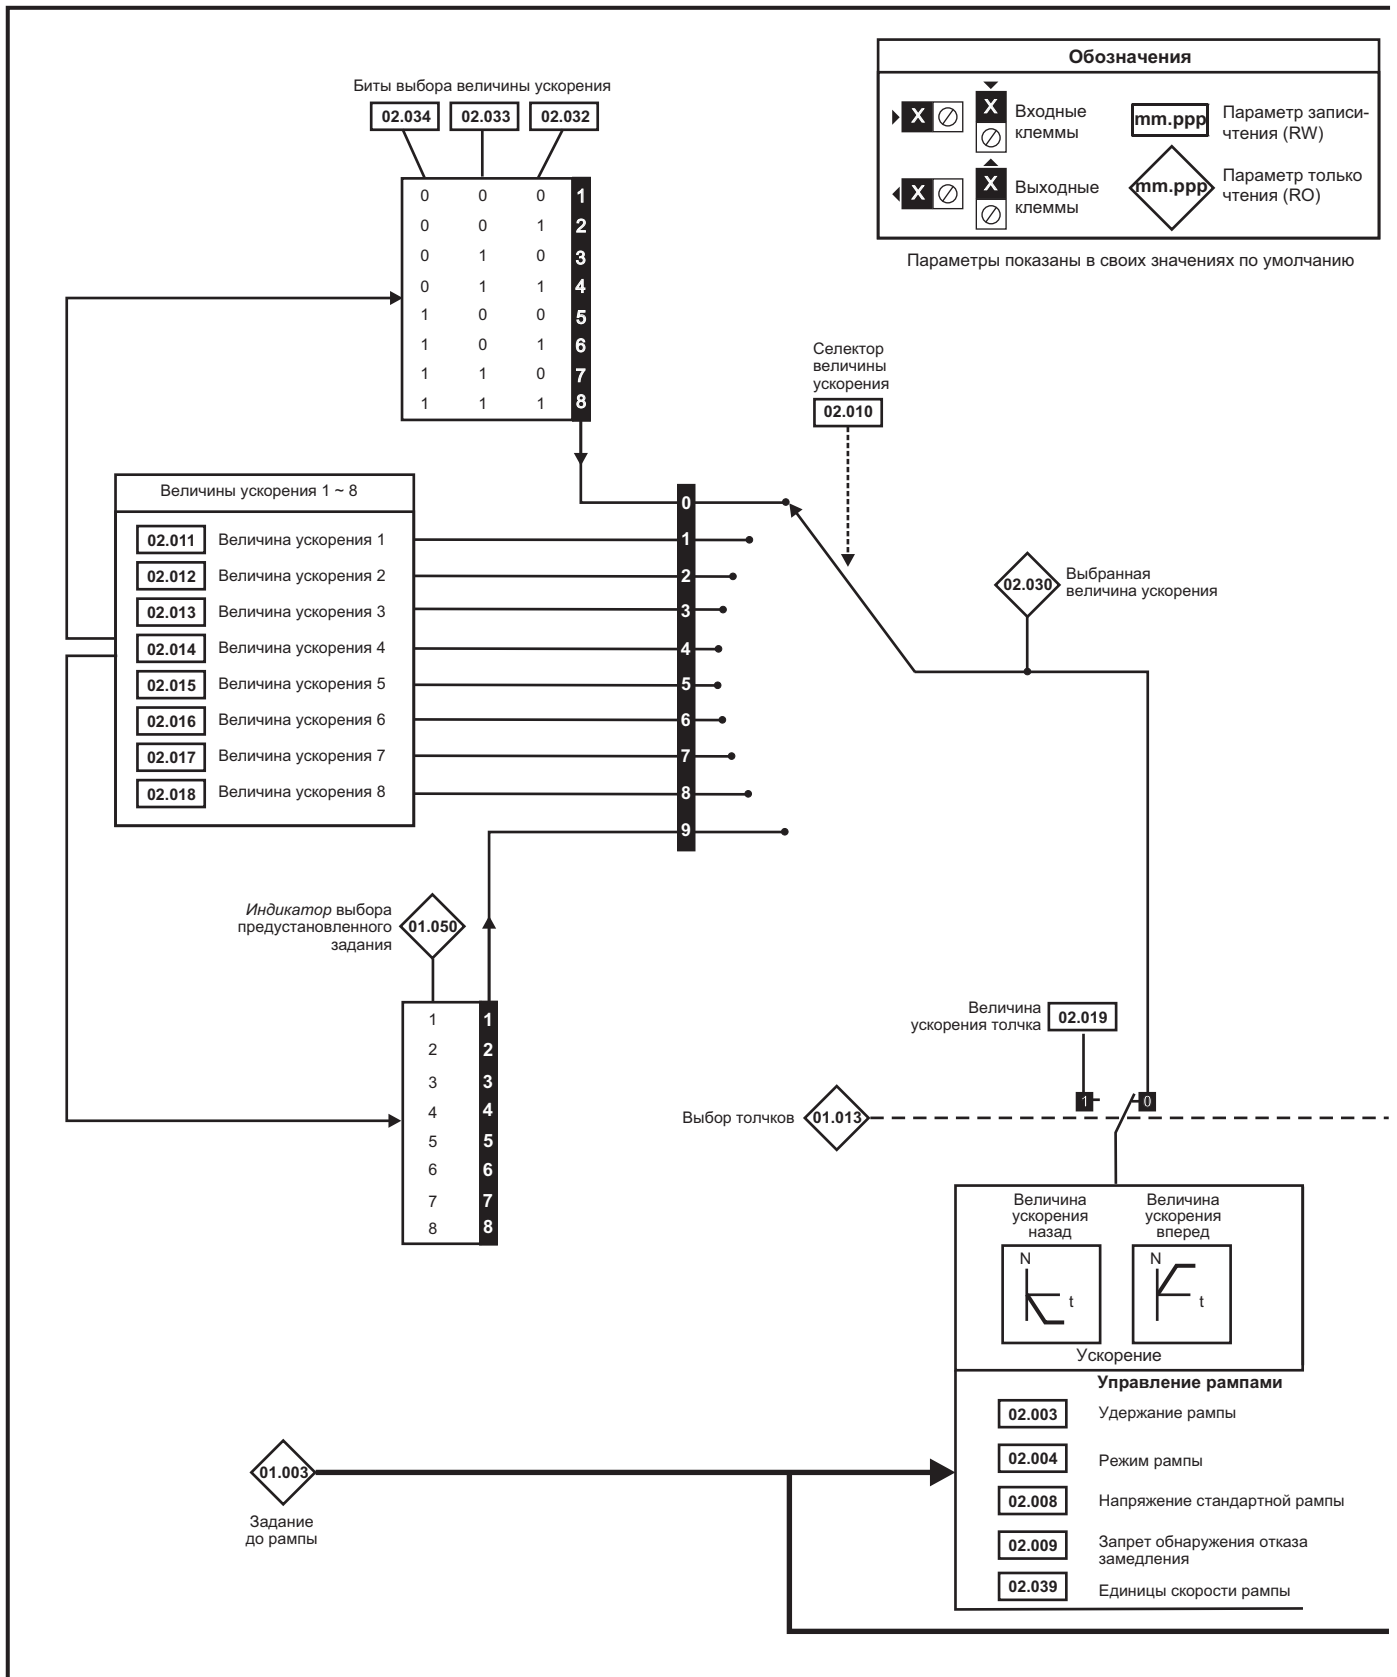 Обозначения
X
X
Входные
клеммы
mm.ppp
Параметр записи-
чтения (RW)
X
X
Выходные
клеммы
mm.ppp
Параметр только
чтения (RO)
Параметры показаны в своих значениях по умолчанию
Биты выбора величины ускорения
02.034 02.033 02.032
0 0 0 1
0 0 1 2
0 1 0 3
0 1 1 4
1 0 0 5
1 0 1 6
1 1 0 7
1 1 1 8
Селектор
величины
ускорения
02.010
Величины ускорения 1 ~ 8
02.011 Величина ускорения 1
02.012 Величина ускорения 2
02.013 Величина ускорения 3
02.014 Величина ускорения 4
02.015 Величина ускорения 5
02.016 Величина ускорения 6
02.017 Величина ускорения 7
02.018 Величина ускорения 8
0
1
2
3
4
5
6
7
8
9
02.030
Выбранная
величина ускорения
Индикатор выбора
предустановленного
задания
01.050
1 1
2 2
3 3
4 4
5 5
6 6
7 7
8 8
Величина
ускорения толчка
02.019
1 0
Выбор толчков
01.013
Величина
ускорения
назад
N
t
Величина
ускорения
вперед
N
t
Ускорение
Управление рампами
02.003 Удержание рампы
02.004 Режим рампы
02.008 Напряжение стандартной рампы
02.009 Запрет обнаружения отказа
замедления
02.039 Единицы скорости рампы
01.003
Задание
до рампы